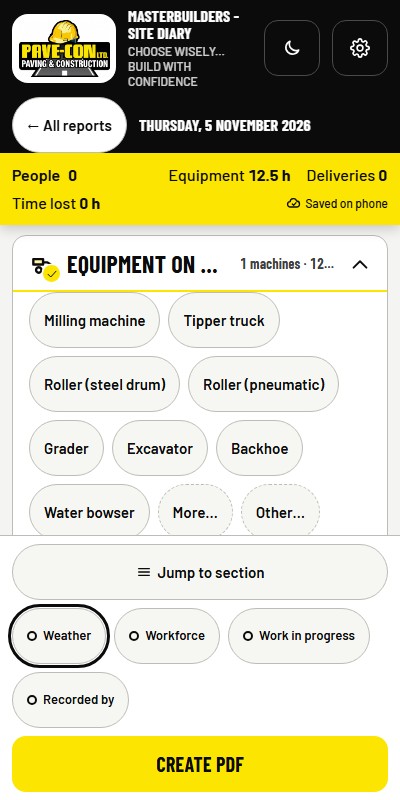 PAVE-CON LTD.
PAVING & CONSTRUCTION
MASTERBUILDERS - SITE DIARY
CHOOSE WISELY... BUILD WITH CONFIDENCE
← All reports
THURSDAY, 5 NOVEMBER 2026
People 0
Equipment 12.5 h
Deliveries 0
Time lost 0 h
Saved on phone
EQUIPMENT ON ...
1 machines · 12...
Milling machine
Tipper truck
Roller (steel drum)
Roller (pneumatic)
Grader
Excavator
Backhoe
Water bowser
More...
Other...
Jump to section
Weather
Workforce
Work in progress
Recorded by
CREATE PDF